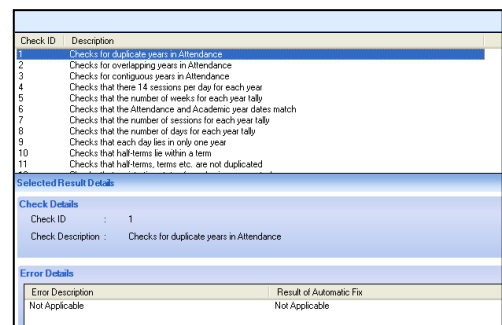 Check ID Description
1 Checks for duplicate years in Attendance
2 Checks for overlapping years in Attendance
3 Checks for contiguous years in Attendance
4 Checks that there 14 sessions per day for each year
5 Checks that the number of weeks for each year tally
6 Checks that the Attendance and Academic year dates match
7 Checks that the number of sessions for each year tally
8 Checks that the number of days for each year tally
9 Checks that each day lies in only one year
10 Checks that half-terms lie within a term
11 Checks that half-terms, terms etc. are not duplicated
Selected Result Details
Check Details
Check ID : 1
Check Description : Checks for duplicate years in Attendance
Error Details
Error Description Result of Automatic Fix
Not Applicable Not Applicable